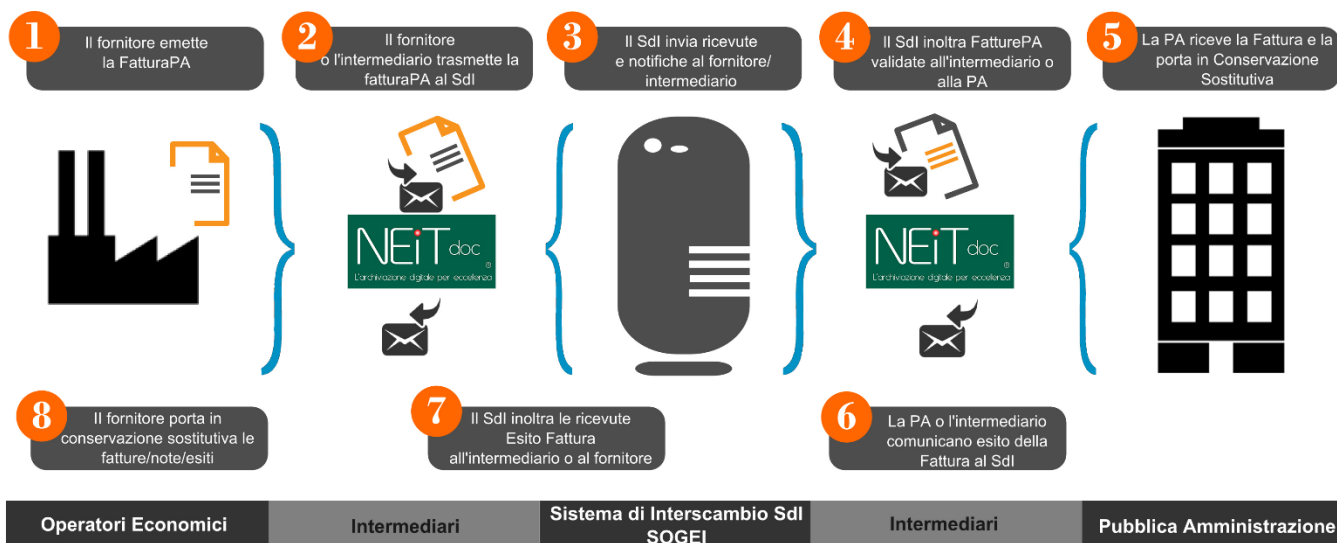 1
Il fornitore emette
la FatturaPA
2
Il fornitore
o l'intermediario trasmette la
fatturaPA al SdI
3
Il SdI invia ricevute
e notifiche al fornitore/
intermediario
4
Il SdI inoltra FatturePA
validate all'intermediario o
alla PA
5
La PA riceve la Fattura e la
porta in Conservazione
Sostitutiva
NEiT doc
®
L'archiviazione digitale per eccellenza
NEiT doc
®
L'archiviazione digitale per eccellenza
8
Il fornitore porta in
conservazione sostitutiva le
fatture/note/esiti
7
Il SdI inoltra le ricevute
Esito Fattura
all'intermediario o al fornitore
6
La PA o l'intermediario
comunicano esito della
Fattura al SdI
Operatori Economici
Intermediari
Sistema di Interscambio SdI
SOGEI
Intermediari
Pubblica Amministrazione